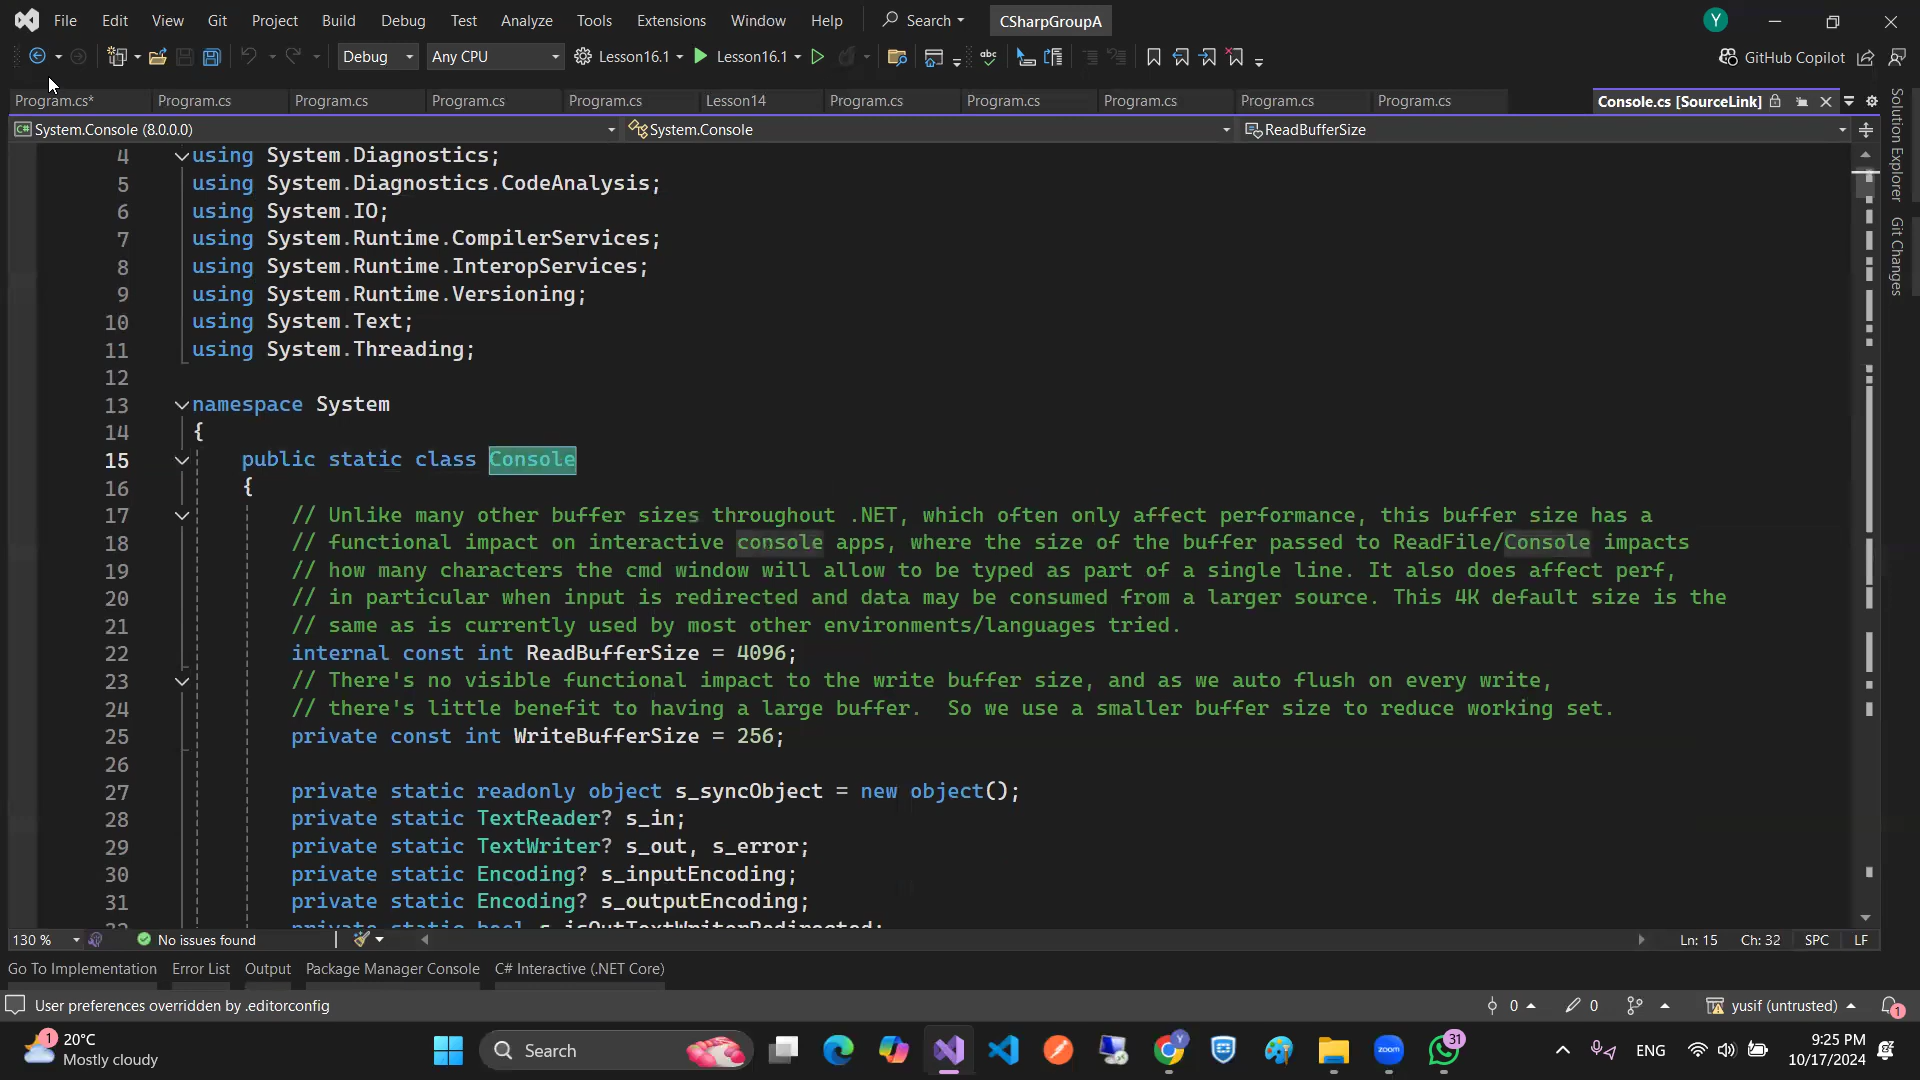 File Edit View Git Project Build Debug Test Analyze Tools Extensions Window Help Search CSharpGroupA Y
Debug Any CPU Lesson16.1 Lesson16.1 abc GitHub Copilot
Program.cs* Program.cs Program.cs Program.cs Program.cs Lesson14 Program.cs Program.cs Program.cs Program.cs Program.cs Console.cs [SourceLink]
C# System.Console (8.0.0.0) System.Console ReadBufferSize
Solution Explorer
Git Changes
4 using System.Diagnostics;
5 using System.Diagnostics.CodeAnalysis;
6 using System.IO;
7 using System.Runtime.CompilerServices;
8 using System.Runtime.InteropServices;
9 using System.Runtime.Versioning;
10 using System.Text;
11 using System.Threading;
12
13 namespace System
14 {
15 public static class Console
16 {
17 // Unlike many other buffer sizes throughout .NET, which often only affect performance, this buffer size has a
18 // functional impact on interactive console apps, where the size of the buffer passed to ReadFile/Console impacts
19 // how many characters the cmd window will allow to be typed as part of a single line. It also does affect perf,
20 // in particular when input is redirected and data may be consumed from a larger source. This 4K default size is the
21 // same as is currently used by most other environments/languages tried.
22 internal const int ReadBufferSize = 4096;
23 // There's no visible functional impact to the write buffer size, and as we auto flush on every write,
24 // there's little benefit to having a large buffer.  So we use a smaller buffer size to reduce working set.
25 private const int WriteBufferSize = 256;
26
27 private static readonly object s_syncObject = new object();
28 private static TextReader? s_in;
29 private static TextWriter? s_out, s_error;
30 private static Encoding? s_inputEncoding;
31 private static Encoding? s_outputEncoding;
32 private static bool s_isOutTextWriterRedirected;
130 % No issues found Ln: 15 Ch: 32 SPC LF
Go To Implementation Error List Output Package Manager Console C# Interactive (.NET Core)
User preferences overridden by .editorconfig 0 0 yusif (untrusted) 1
1 20°C
Mostly cloudy
Search
zoom
31
ENG
9:25 PM
10/17/2024